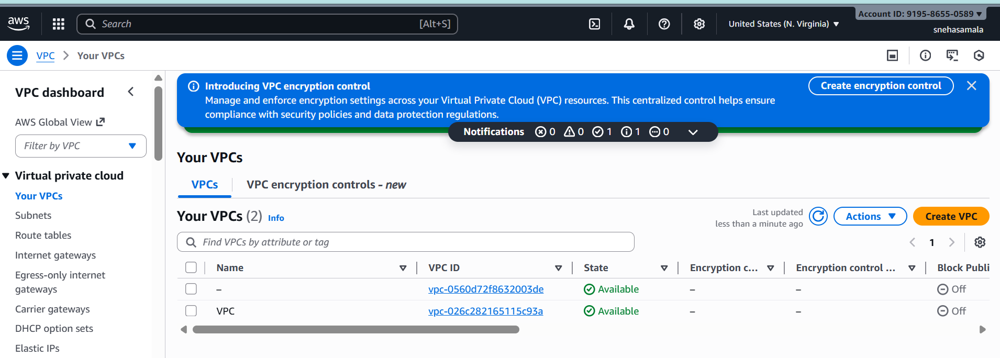 aws
Search
[Alt+S]
United States (N. Virginia)
Account ID: 9195-8655-0589
snehasamala
VPC
Your VPCs
VPC dashboard
AWS Global View
Filter by VPC
Virtual private cloud
Your VPCs
Subnets
Route tables
Internet gateways
Egress-only internet
gateways
Carrier gateways
DHCP option sets
Elastic IPs
Introducing VPC encryption control
Manage and enforce encryption settings across your Virtual Private Cloud (VPC) resources. This centralized control helps ensure
compliance with security policies and data protection regulations.
Create encryption control
Notifications 0 0 1 1 0
Your VPCs
VPCs
VPC encryption controls - new
Your VPCs (2) Info
Last updated
less than a minute ago
Actions
Create VPC
Find VPCs by attribute or tag
1
Name VPC ID State Encryption c... Encryption control ... Block Publi
– vpc-0560d72f8632003de Available – – Off
VPC vpc-026c282165115c93a Available – – Off